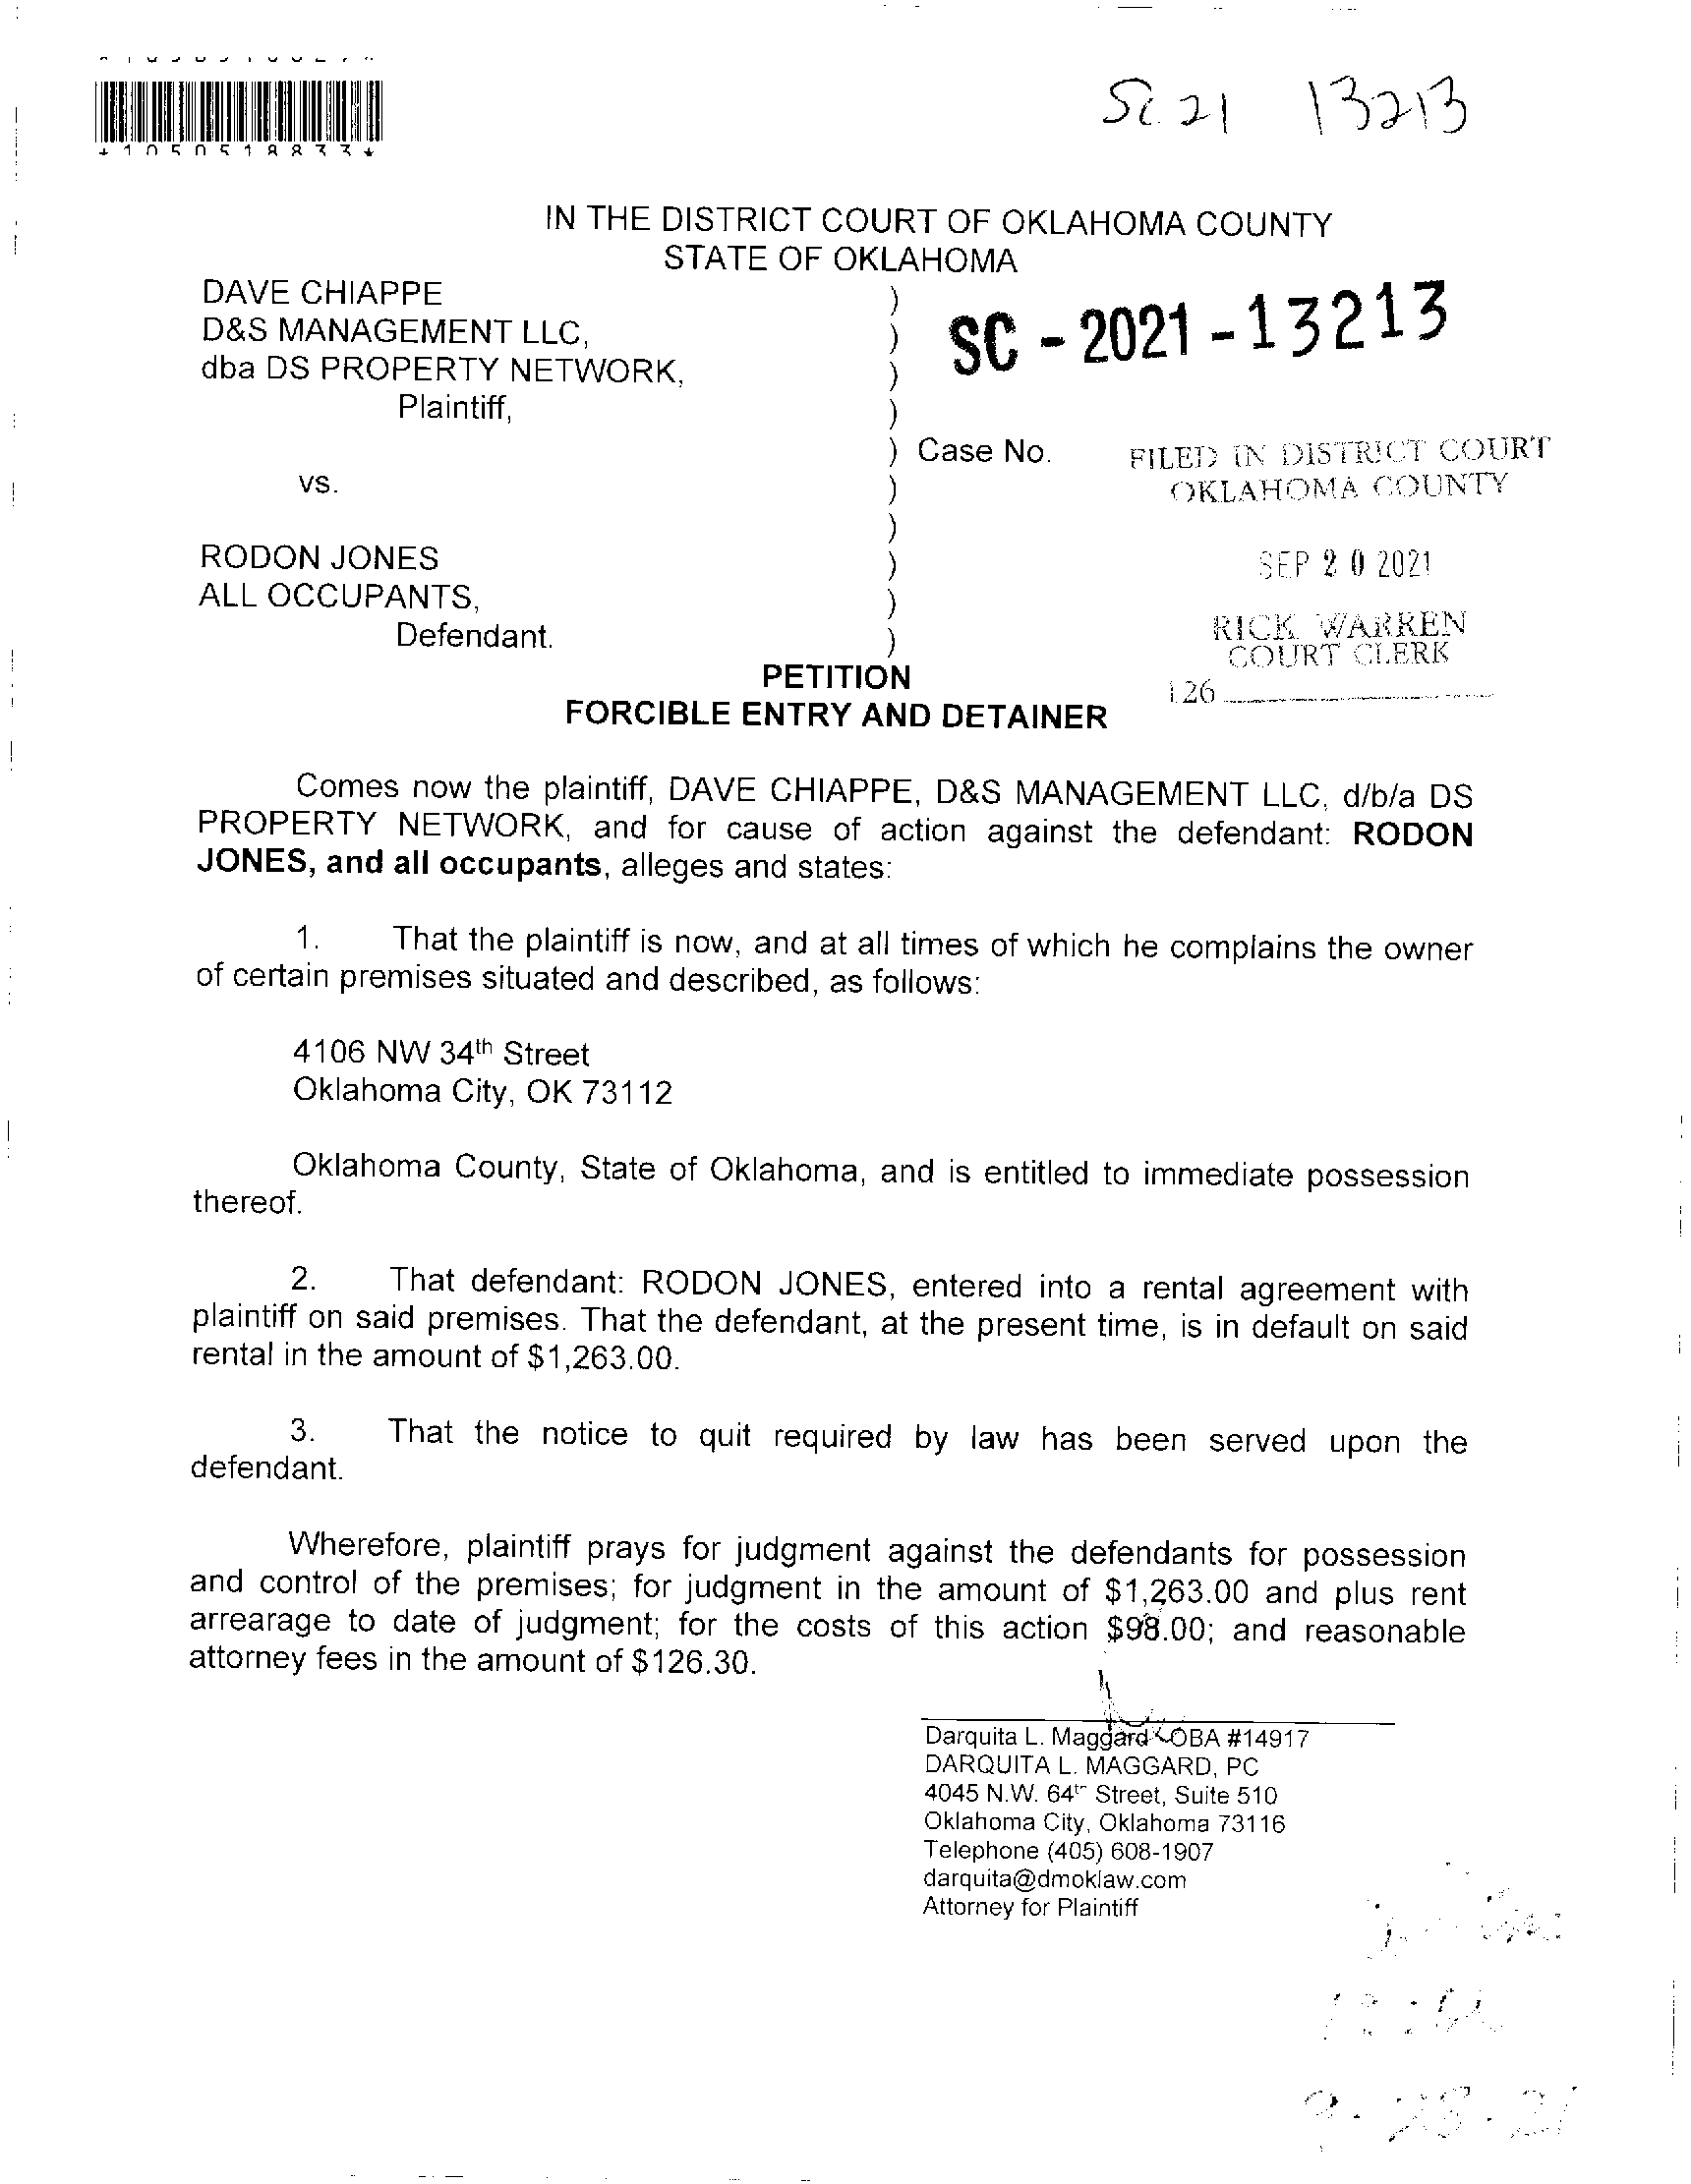 SC 21 13213
IN THE DISTRICT COURT OF OKLAHOMA COUNTY
STATE OF OKLAHOMA
DAVE CHIAPPE
D&S MANAGEMENT LLC,
dba DS PROPERTY NETWORK,
Plaintiff,
vs.
RODON JONES
ALL OCCUPANTS,
Defendant.
)
)
)
)
)
)
)
)
)
)
SC - 2021 - 13213
Case No.
FILED IN DISTRICT COURT
OKLAHOMA COUNTY
SEP 20 2021
RICK WARREN
COURT CLERK
126
PETITION
FORCIBLE ENTRY AND DETAINER
Comes now the plaintiff, DAVE CHIAPPE, D&S MANAGEMENT LLC, d/b/a DS
PROPERTY NETWORK, and for cause of action against the defendant: RODON
JONES, and all occupants, alleges and states:
1. That the plaintiff is now, and at all times of which he complains the owner
of certain premises situated and described, as follows:
4106 NW 34th Street
Oklahoma City, OK 73112
Oklahoma County, State of Oklahoma, and is entitled to immediate possession
thereof.
2. That defendant: RODON JONES, entered into a rental agreement with
plaintiff on said premises. That the defendant, at the present time, is in default on said
rental in the amount of $1,263.00.
3. That the notice to quit required by law has been served upon the
defendant.
Wherefore, plaintiff prays for judgment against the defendants for possession
and control of the premises; for judgment in the amount of $1,263.00 and plus rent
arrearage to date of judgment; for the costs of this action $98.00; and reasonable
attorney fees in the amount of $126.30.
Darquita L. Maggard OBA #14917
DARQUITA L. MAGGARD, PC
4045 N.W. 64th Street, Suite 510
Oklahoma City, Oklahoma 73116
Telephone (405) 608-1907
darquita@dmoklaw.com
Attorney for Plaintiff